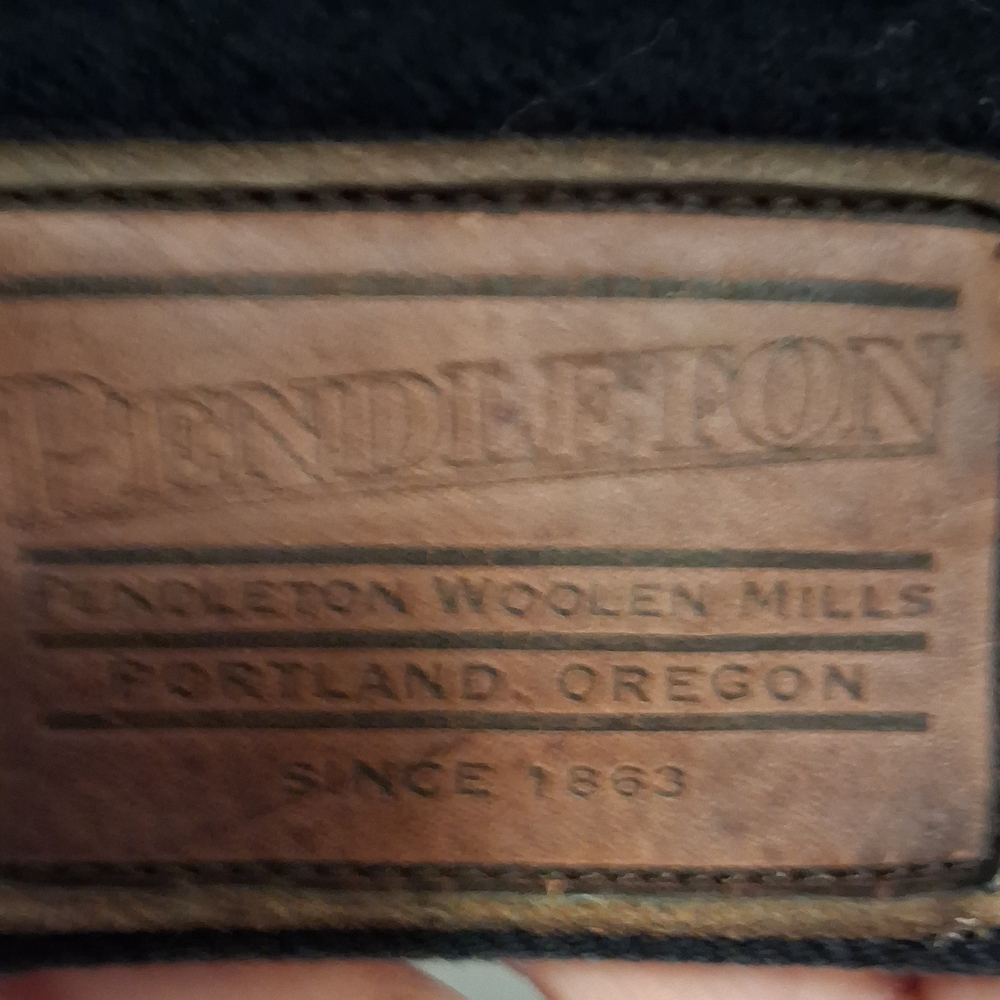 PENDLETON
PENDLETON WOOLEN MILLS
PORTLAND, OREGON
SINCE 1863